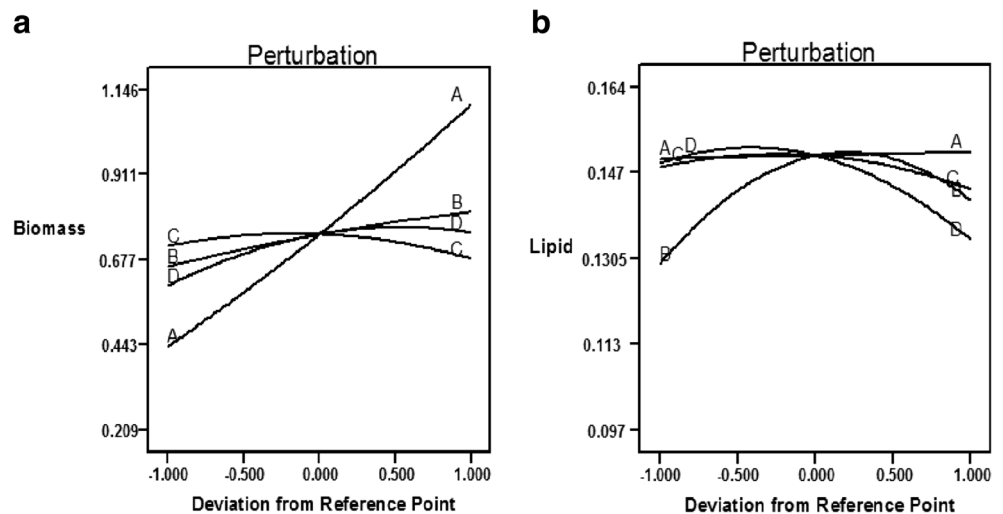 a
Perturbation
1.146
0.911
Biomass
0.677
0.443
0.209
A
B
D
C
C
B
D
A
-1.000 -0.500 0.000 0.500 1.000
Deviation from Reference Point
b
Perturbation
0.164
0.147
Lipid
0.1305
0.113
0.097
A C D
B
A
C
B
D
-1.000 -0.500 0.000 0.500 1.000
Deviation from Reference Point